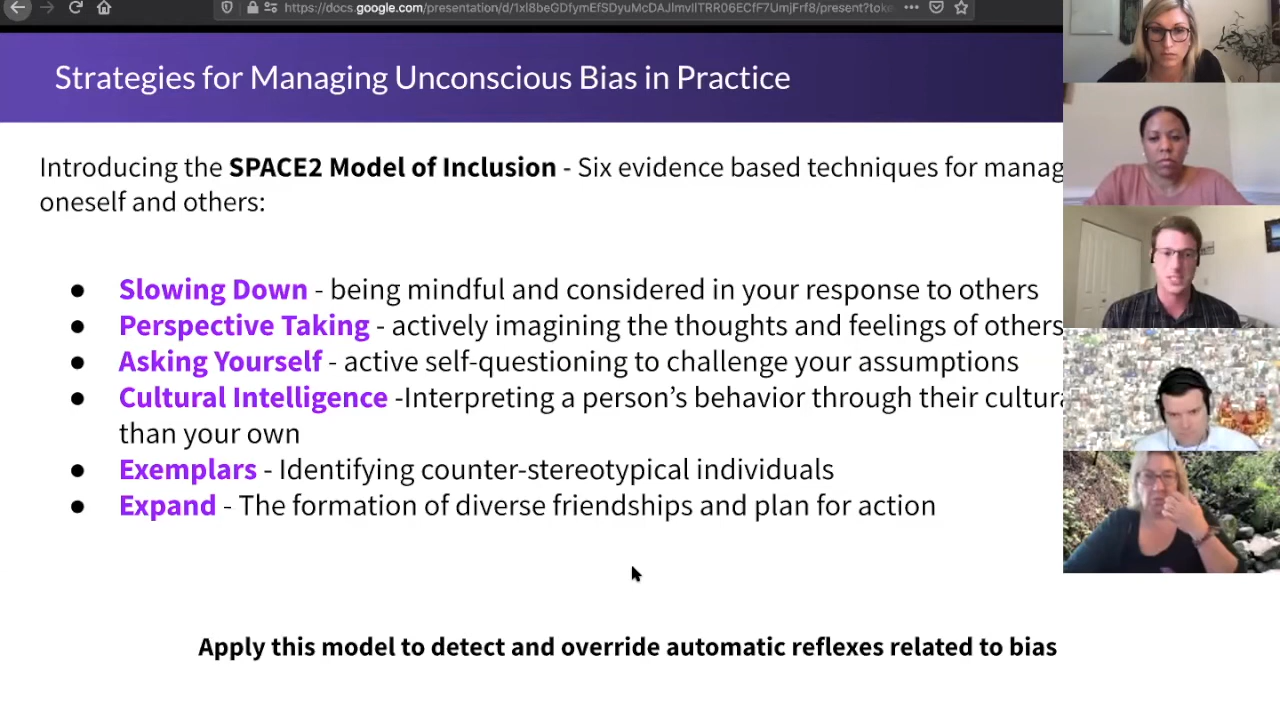 https://docs.google.com/presentation/d/1xl8beGDfymEfSDyuMcDAJlmvllTRR06ECfF7UmjFrf8/present?toke
Strategies for Managing Unconscious Bias in Practice
Introducing the SPACE2 Model of Inclusion - Six evidence based techniques for manag
oneself and others:
● Slowing Down - being mindful and considered in your response to others
● Perspective Taking - actively imagining the thoughts and feelings of others
● Asking Yourself - active self-questioning to challenge your assumptions
● Cultural Intelligence -Interpreting a person’s behavior through their cultura
than your own
● Exemplars - Identifying counter-stereotypical individuals
● Expand - The formation of diverse friendships and plan for action
Apply this model to detect and override automatic reflexes related to bias